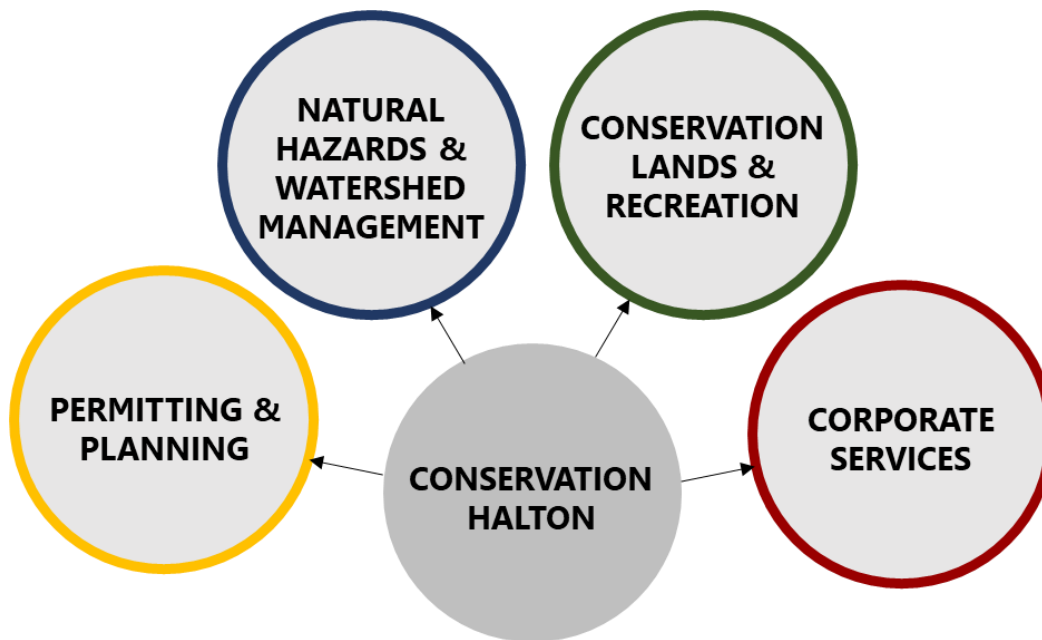 NATURAL
HAZARDS &
WATERSHED
MANAGEMENT
CONSERVATION
LANDS &
RECREATION
PERMITTING &
PLANNING
CONSERVATION
HALTON
CORPORATE
SERVICES